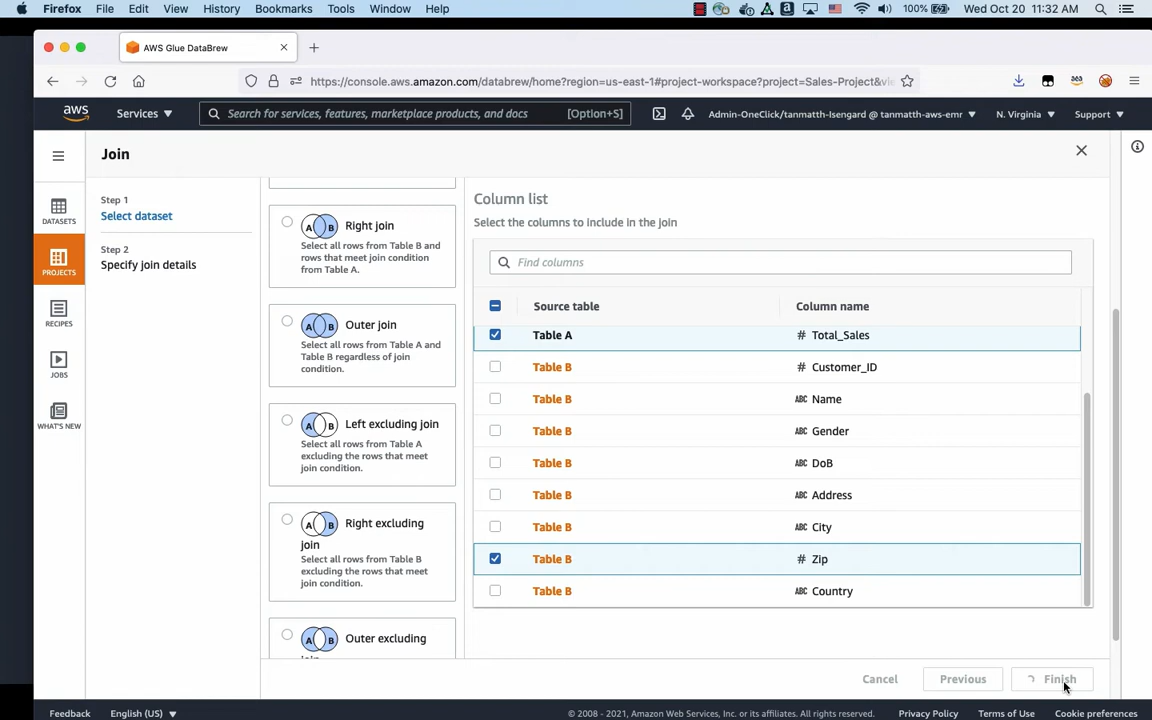 Firefox File Edit View History Bookmarks Tools Window Help 100% Wed Oct 20 11:32 AM
AWS Glue DataBrew
https://console.aws.amazon.com/databrew/home?region=us-east-1#project-workspace?project=Sales-Project&vi
aws Services Search for services, features, marketplace products, and docs [Option+S] Admin-OneClick/tanmatth-Isengard @ tanmatth-aws-emr N. Virginia Support
Join
DATASETS
PROJECTS
RECIPES
JOBS
WHAT'S NEW
Step 1
Select dataset
Step 2
Specify join details
A B Right join
Select all rows from Table B and
rows that meet join condition
from Table A.
A B Outer join
Select all rows from Table A and
Table B regardless of join
condition.
A B Left excluding join
Select all rows from Table A
excluding the rows that meet
join condition.
A B Right excluding
join
Select all rows from Table B
excluding the rows that meet
join condition.
A B Outer excluding
Column list
Select the columns to include in the join
Find columns
Source table Column name
Table A # Total_Sales
Table B # Customer_ID
Table B ABC Name
Table B ABC Gender
Table B ABC DoB
Table B ABC Address
Table B ABC City
Table B # Zip
Table B ABC Country
Cancel Previous Finish
Feedback English (US) © 2008 - 2021, Amazon Web Services, Inc. or its affiliates. All rights reserved. Privacy Policy Terms of Use Cookie preferences